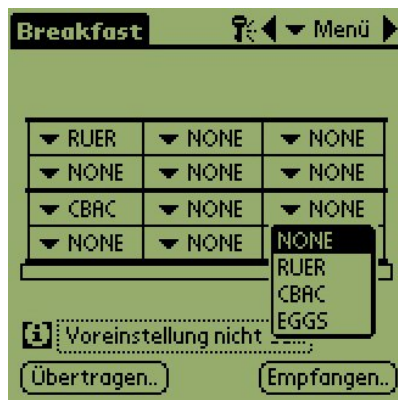 Breakfast Menü
RUER NONE NONE
NONE NONE NONE
CBAC NONE NONE
NONE NONE NONE
RUER
CBAC
EGGS
Voreinstellung nicht
Übertragen.. Empfangen..